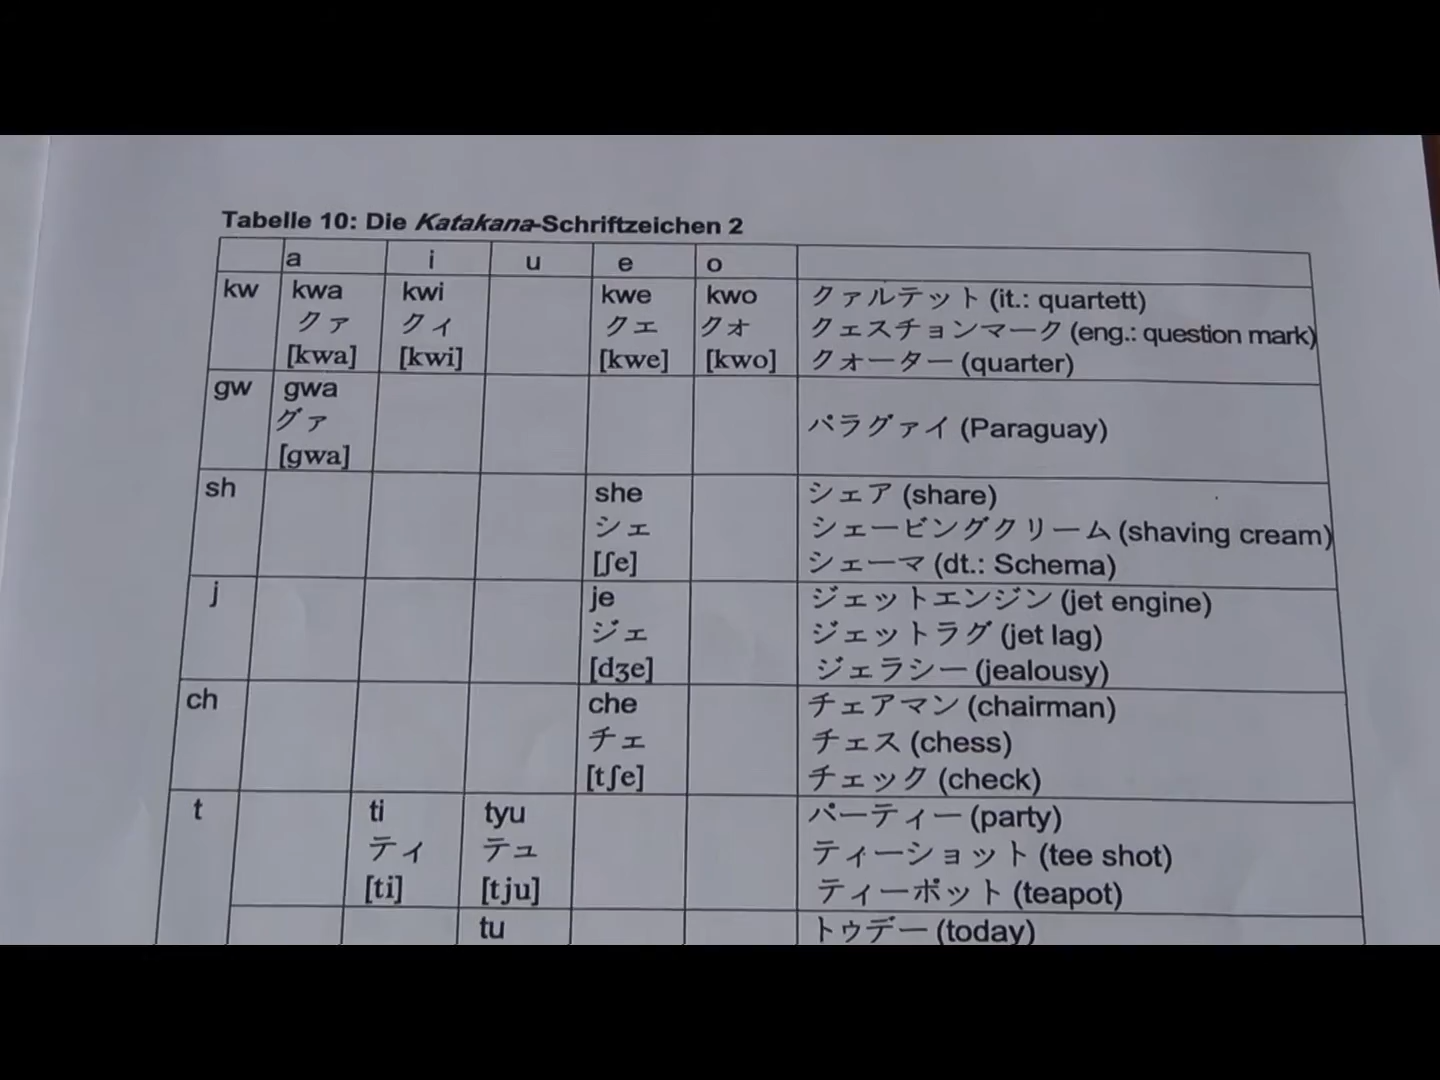 Tabelle 10: Die Katakana-Schriftzeichen 2
a i u e o
kw kwa kwi kwe kwo クァルテット (it.: quartett)
クァ クィ クェ クォ クェスチョンマーク (eng.: question mark)
[kwa] [kwi] [kwe] [kwo] クォーター (quarter)
gw gwa
グァ パラグァイ (Paraguay)
[gwa]
sh she シェア (share)
シェ シェービングクリーム (shaving cream)
[ʃe] シェーマ (dt.: Schema)
j je ジェットエンジン (jet engine)
ジェ ジェットラグ (jet lag)
[dʒe] ジェラシー (jealousy)
ch che チェアマン (chairman)
チェ チェス (chess)
[tʃe] チェック (check)
t ti tyu パーティー (party)
ティ テュ ティーショット (tee shot)
[ti] [tju] ティーポット (teapot)
tu トゥデー (today)